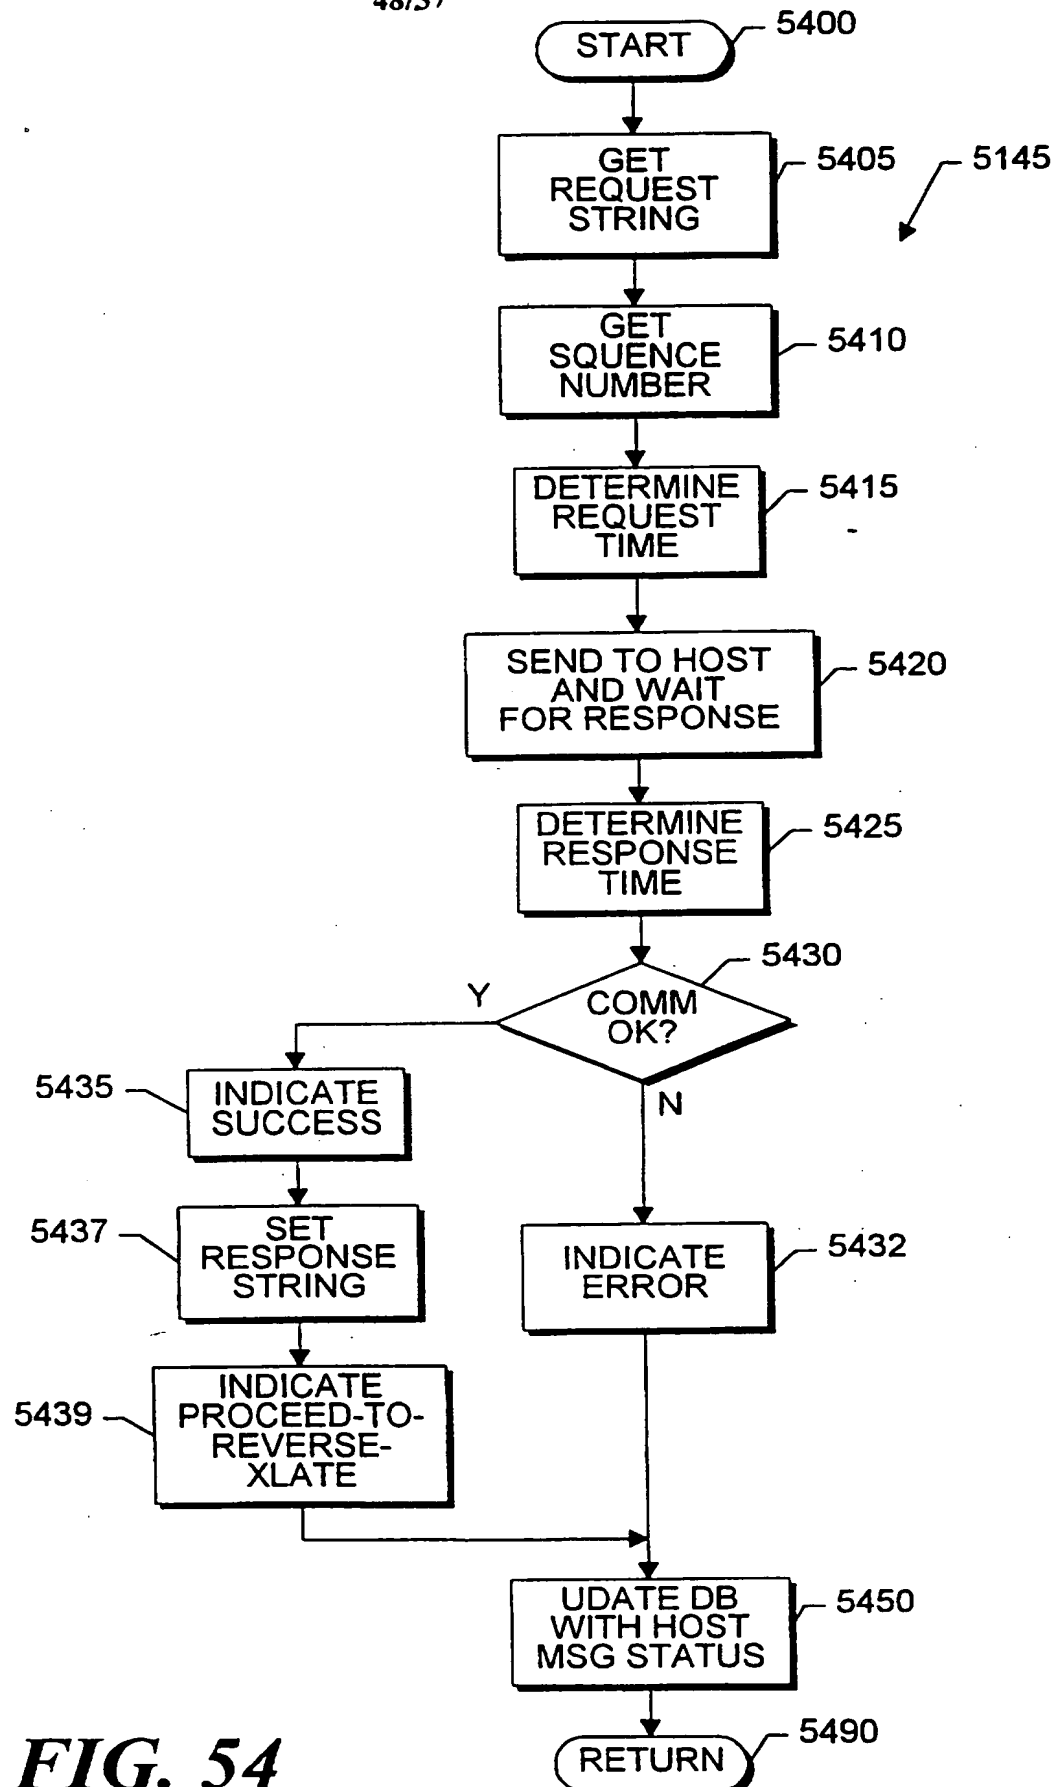 START
5400
GET
REQUEST
STRING
5405
5145
GET
SQUENCE
NUMBER
5410
DETERMINE
REQUEST
TIME
5415
SEND TO HOST
AND WAIT
FOR RESPONSE
5420
DETERMINE
RESPONSE
TIME
5425
COMM
OK?
5430
Y
N
5435
INDICATE
SUCCESS
5437
SET
RESPONSE
STRING
INDICATE
ERROR
5432
5439
INDICATE
PROCEED-TO-
REVERSE-
XLATE
UDATE DB
WITH HOST
MSG STATUS
5450
RETURN
5490
FIG. 54